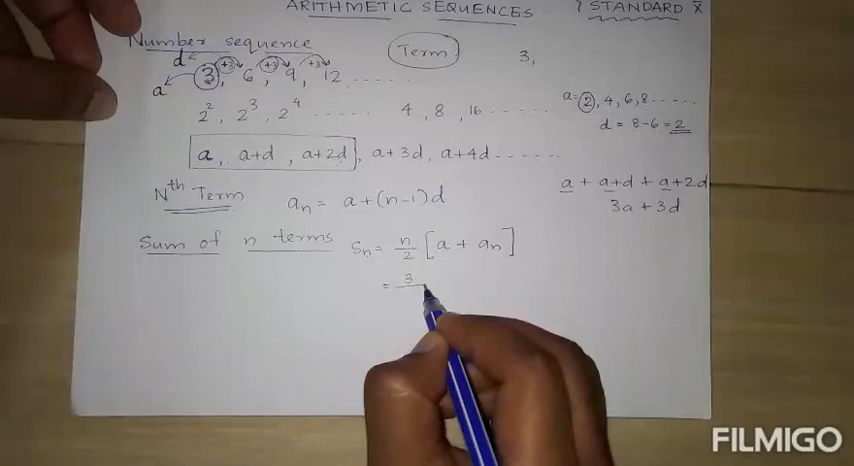 ARITHMETIC SEQUENCES
STANDARD X
Number sequence
Term
3,
d
+3 +3 +3
3, 6, 9, 12 ......
a
a=2, 4, 6, 8......
2², 2³, 2⁴ ...... 4, 8, 16 ......
d = 8-6 = 2
a, a+d, a+2d, a+3d, a+4d ......
Nth Term aₙ = a+(n-1)d
a + a+d + a+2d
3a + 3d
Sum of n terms Sₙ = n/2 [a + aₙ]
= 3
FILMIGO